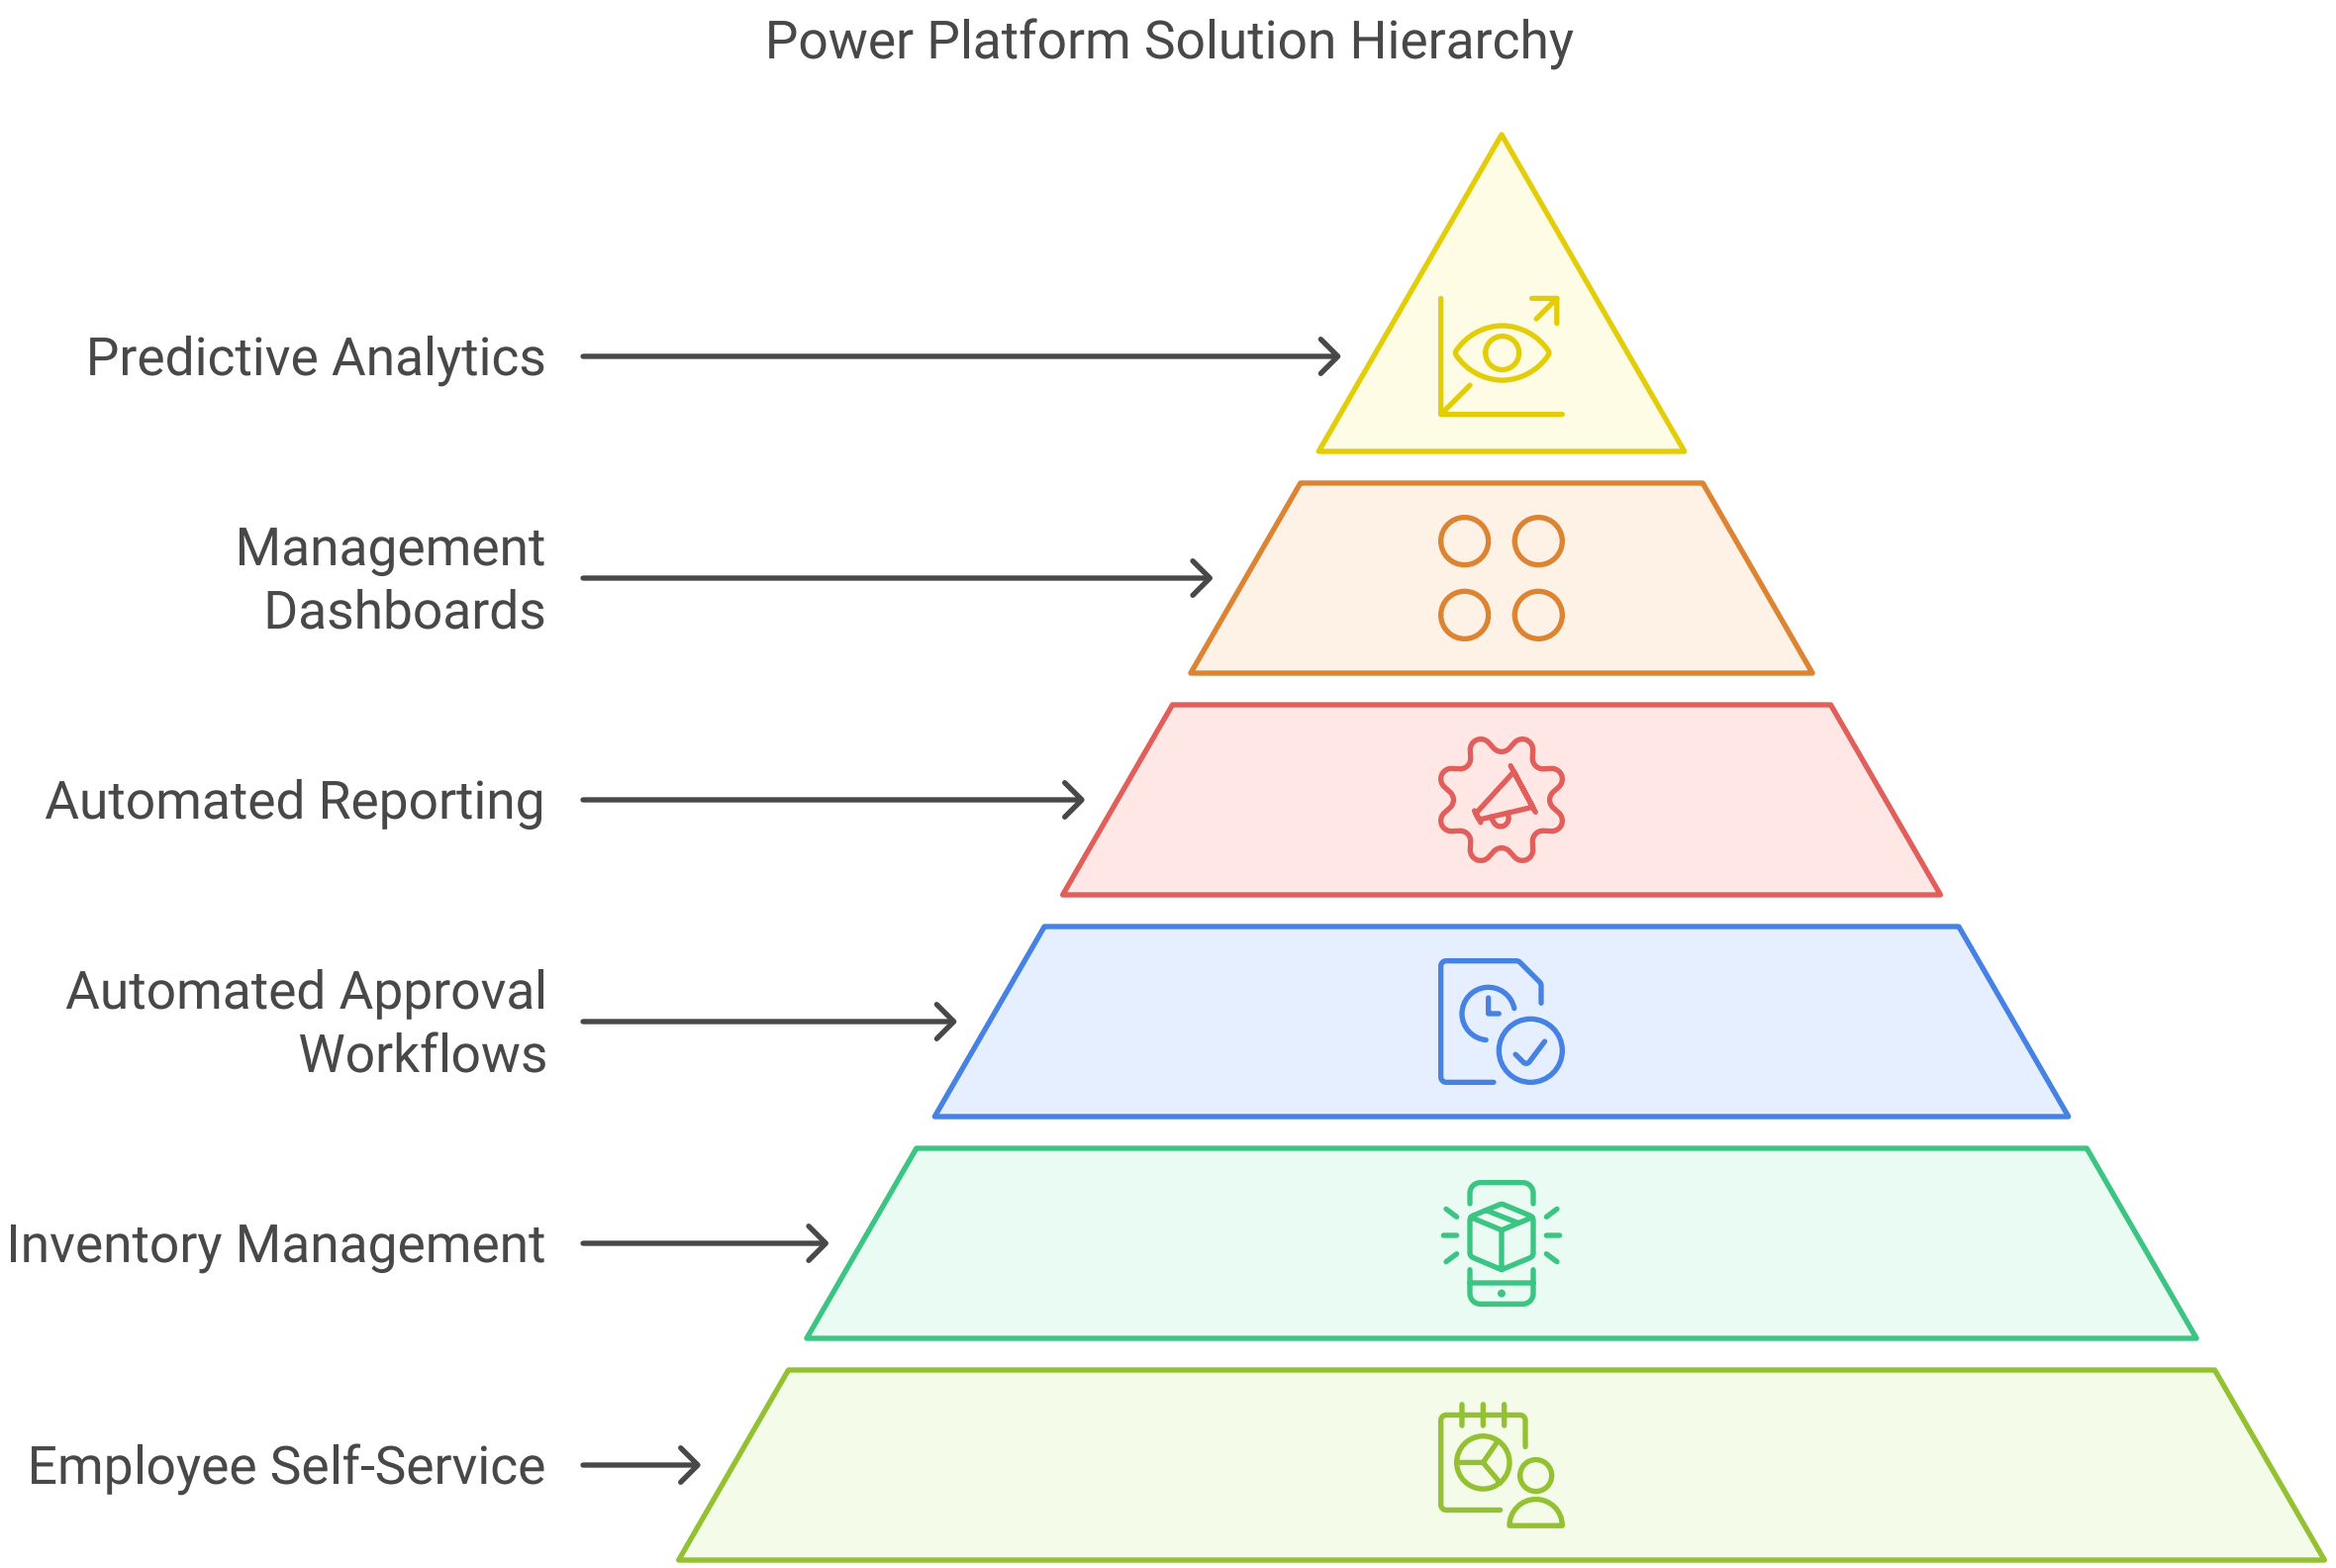 Power Platform Solution Hierarchy
Predictive Analytics
Management
Dashboards
Automated Reporting
Automated Approval
Workflows
Inventory Management
Employee Self-Service